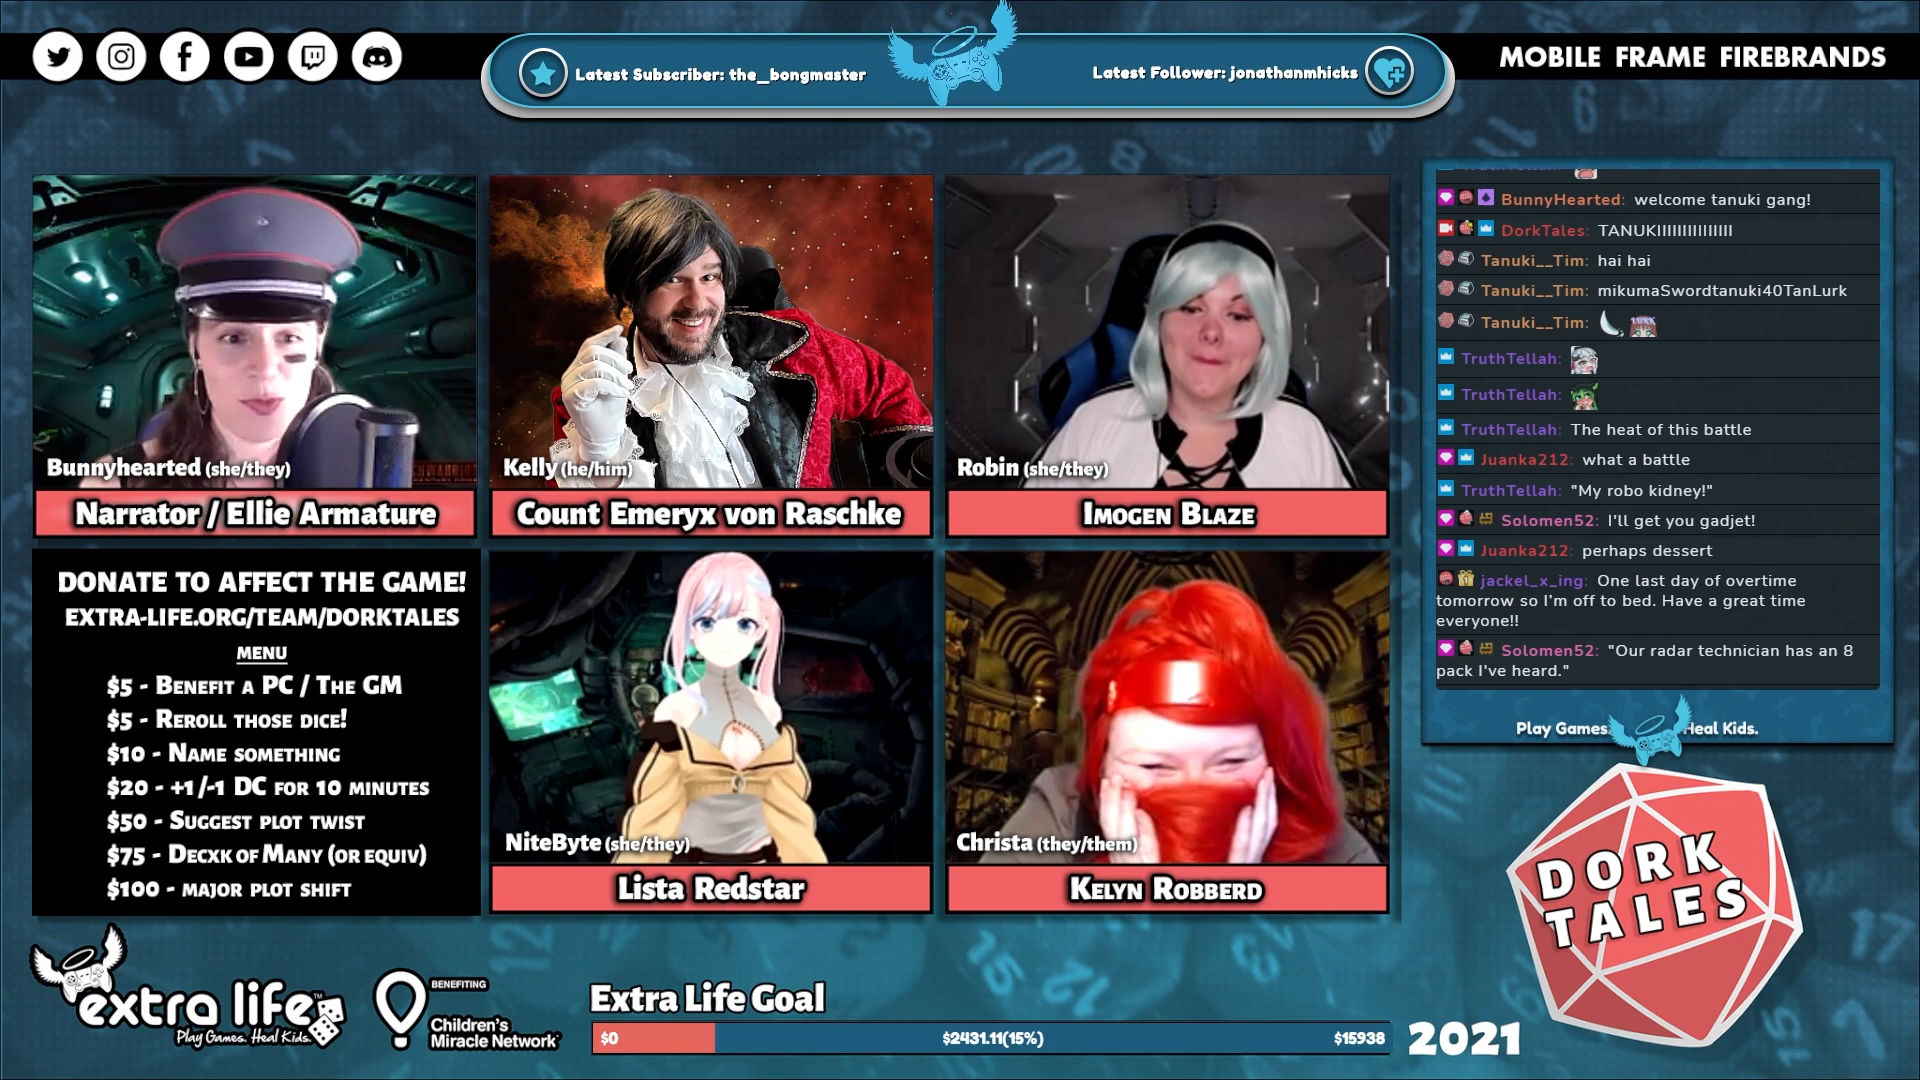 Latest Subscriber: the_bongmaster
Latest Follower: jonathanmhicks
MOBILE FRAME FIREBRANDS
Bunnyhearted (she/they)
Narrator / Ellie Armature
Kelly (he/him)
Count Emeryx von Raschke
Robin (she/they)
Imogen Blaze
DONATE TO AFFECT THE GAME!
EXTRA-LIFE.ORG/TEAM/DORKTALES
MENU
$5 - Benefit a PC / The GM
$5 - Reroll those dice!
$10 - Name something
$20 - +1/-1 DC for 10 minutes
$50 - Suggest plot twist
$75 - Decxk of Many (or equiv)
$100 - major plot shift
NiteByte (she/they)
Lista Redstar
Christa (they/them)
Kelyn Robberd
BunnyHearted: welcome tanuki gang!
DorkTales: TANUKIIIIIIIIIIIIIII
Tanuki__Tim: hai hai
Tanuki__Tim: mikumaSwordtanuki40TanLurk
Tanuki__Tim:
TruthTellah:
TruthTellah:
TruthTellah: The heat of this battle
Juanka212: what a battle
TruthTellah: "My robo kidney!"
Solomen52: I'll get you gadjet!
Juanka212: perhaps dessert
jackel_x_ing: One last day of overtime
tomorrow so I'm off to bed. Have a great time
everyone!!
Solomen52: "Our radar technician has an 8
pack I've heard."
Play Games. Heal Kids.
DORK
TALES
extra life™
Play Games. Heal Kids.
BENEFITING
Children's
Miracle Network
Extra Life Goal
$0
$2431.11(15%)
$15938
2021